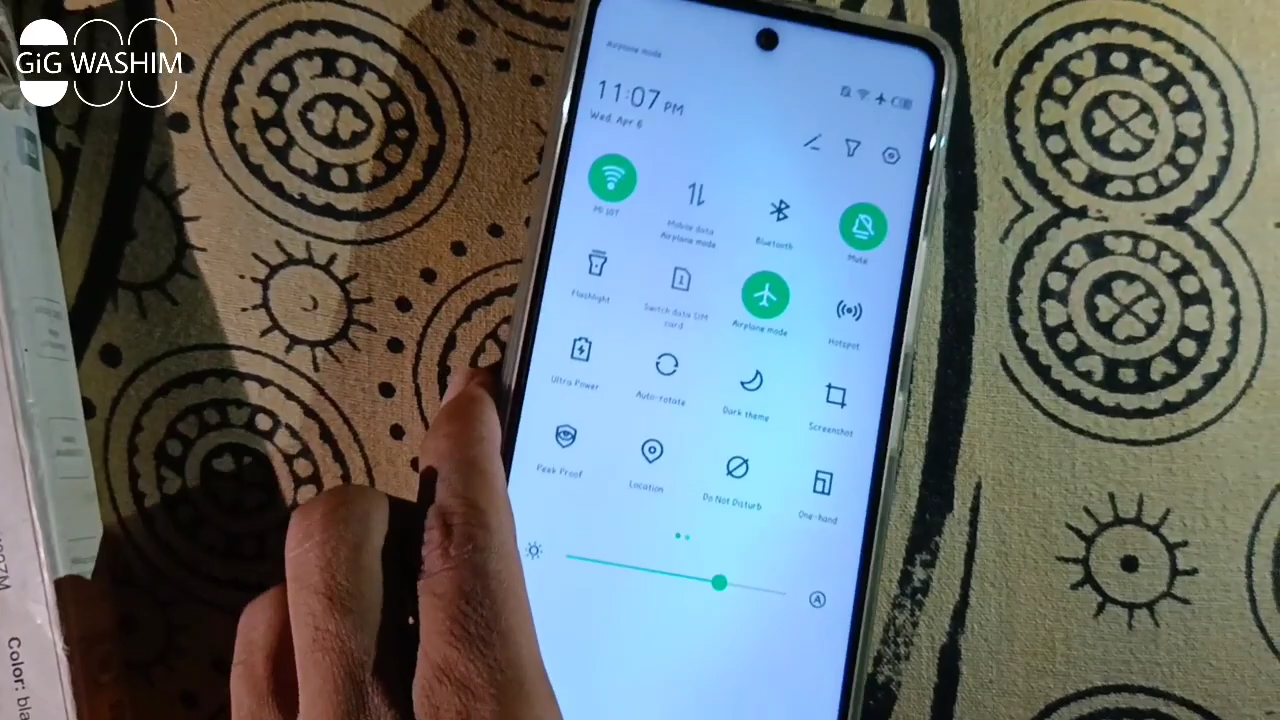 GiG WASHIM
Airplane mode
11:07 PM
Wed, Apr 6
Mi 10T
Mobile data
Airplane mode
Bluetooth
Mute
Flashlight
Switch data SIM
card
Airplane mode
Hotspot
Ultra Power
Auto-rotate
Dark theme
Screenshot
Peek Proof
Location
Do Not Disturb
One-hand
Color: bla